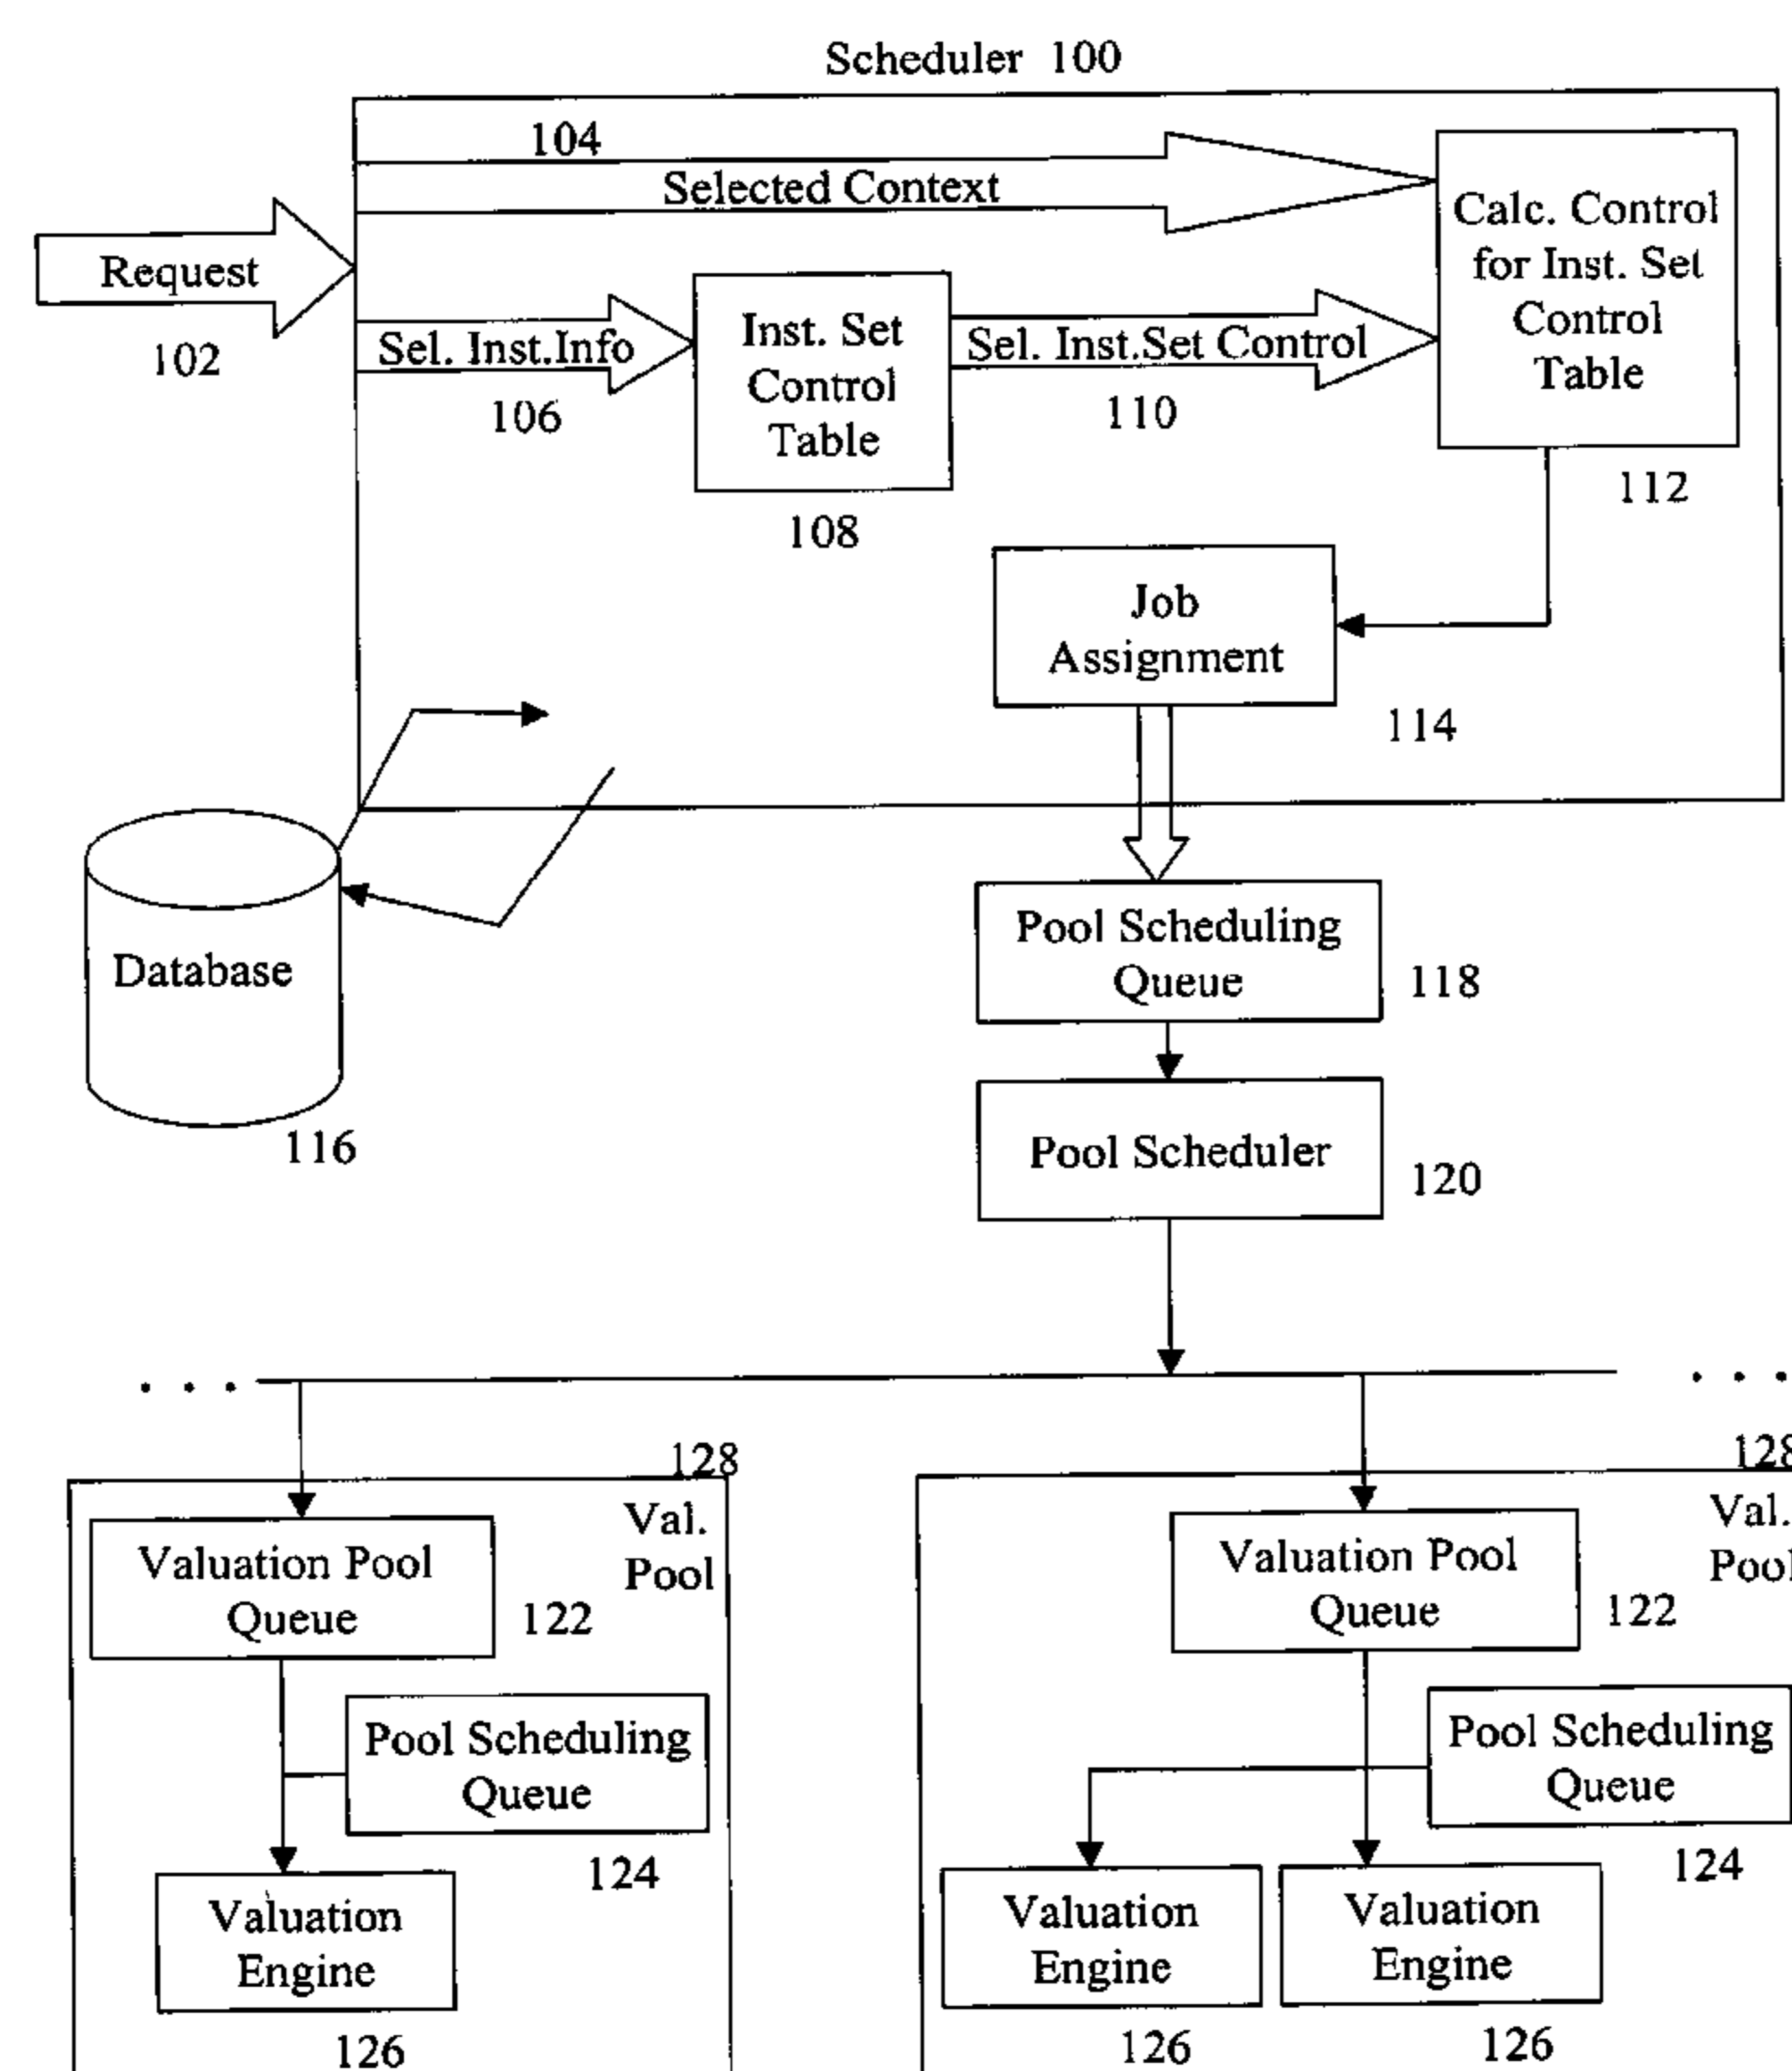 Scheduler 100
104
Selected Context
Request
102
Sel. Inst.Info
106
Inst. Set
Control
Table
108
Sel. Inst.Set Control
110
Calc. Control
for Inst. Set
Control
Table
112
Job
Assignment
114
Database
116
Pool Scheduling
Queue
118
Pool Scheduler
120
. . .
. . .
128
Val.
Pool
Valuation Pool
Queue
122
Pool Scheduling
Queue
124
Valuation
Engine
126
128
Val.
Pool
Valuation Pool
Queue
122
Pool Scheduling
Queue
124
Valuation
Engine
126
Valuation
Engine
126